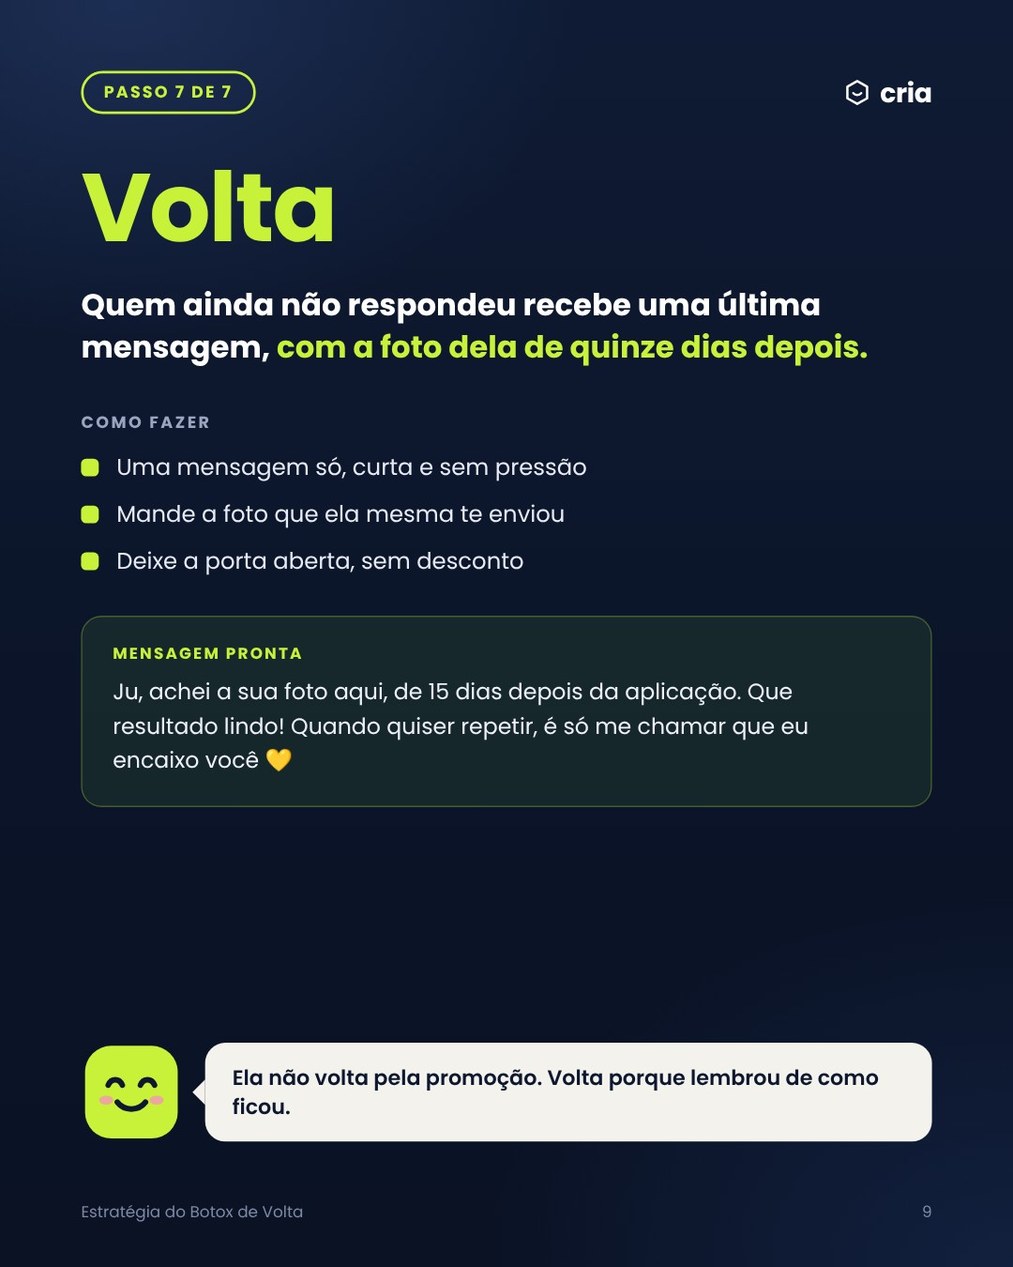 PASSO 7 DE 7
cria
Volta
Quem ainda não respondeu recebe uma última
mensagem, com a foto dela de quinze dias depois.
COMO FAZER
Uma mensagem só, curta e sem pressão
Mande a foto que ela mesma te enviou
Deixe a porta aberta, sem desconto
MENSAGEM PRONTA
Ju, achei a sua foto aqui, de 15 dias depois da aplicação. Que
resultado lindo! Quando quiser repetir, é só me chamar que eu
encaixo você 💛
Ela não volta pela promoção. Volta porque lembrou de como
ficou.
Estratégia do Botox de Volta
9